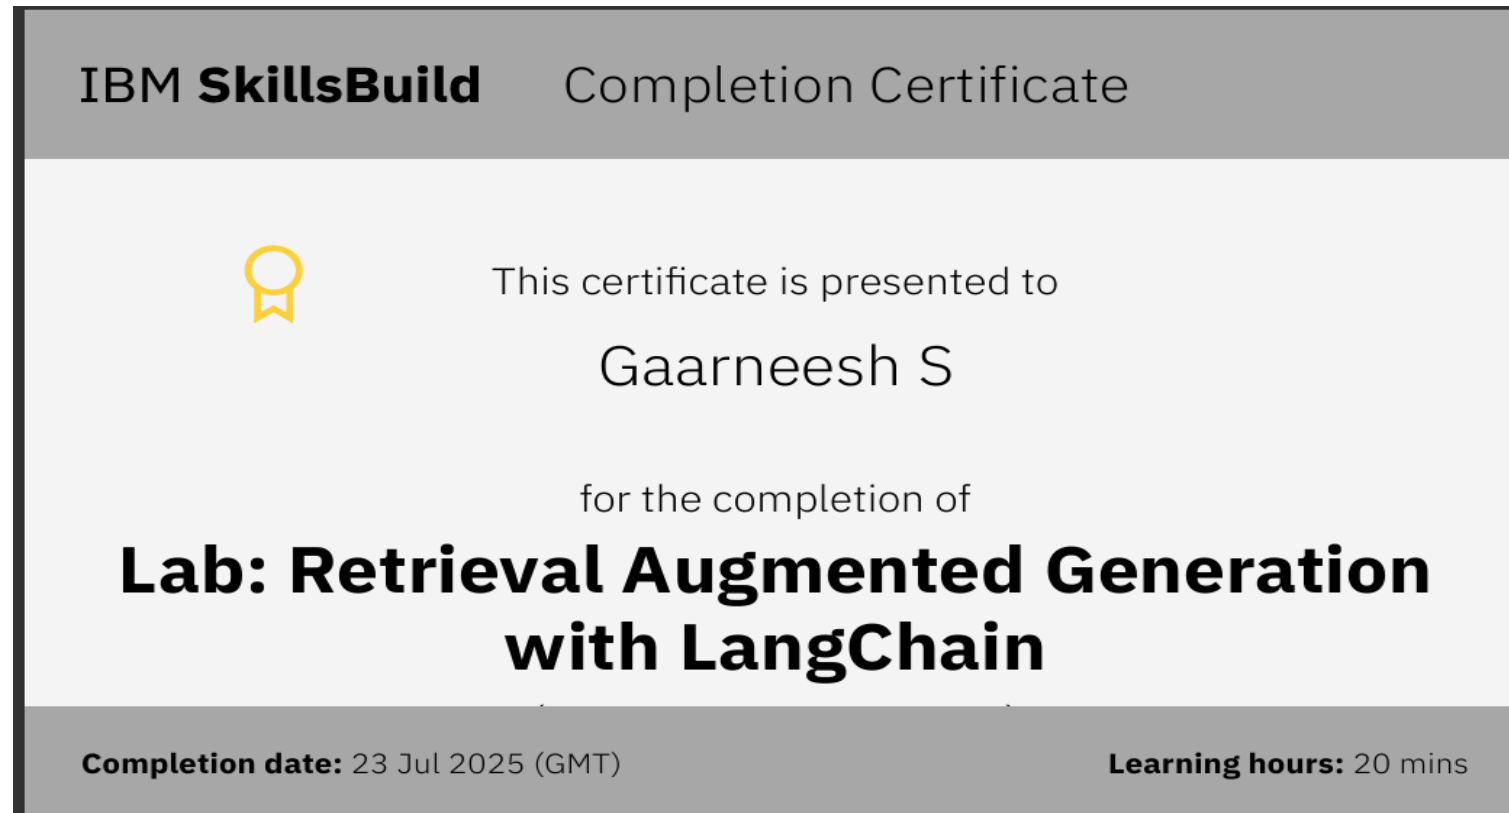 IBM SkillsBuild Completion Certificate
This certificate is presented to
Gaarneesh S
for the completion of
Lab: Retrieval Augmented Generation
with LangChain
Completion date: 23 Jul 2025 (GMT)
Learning hours: 20 mins